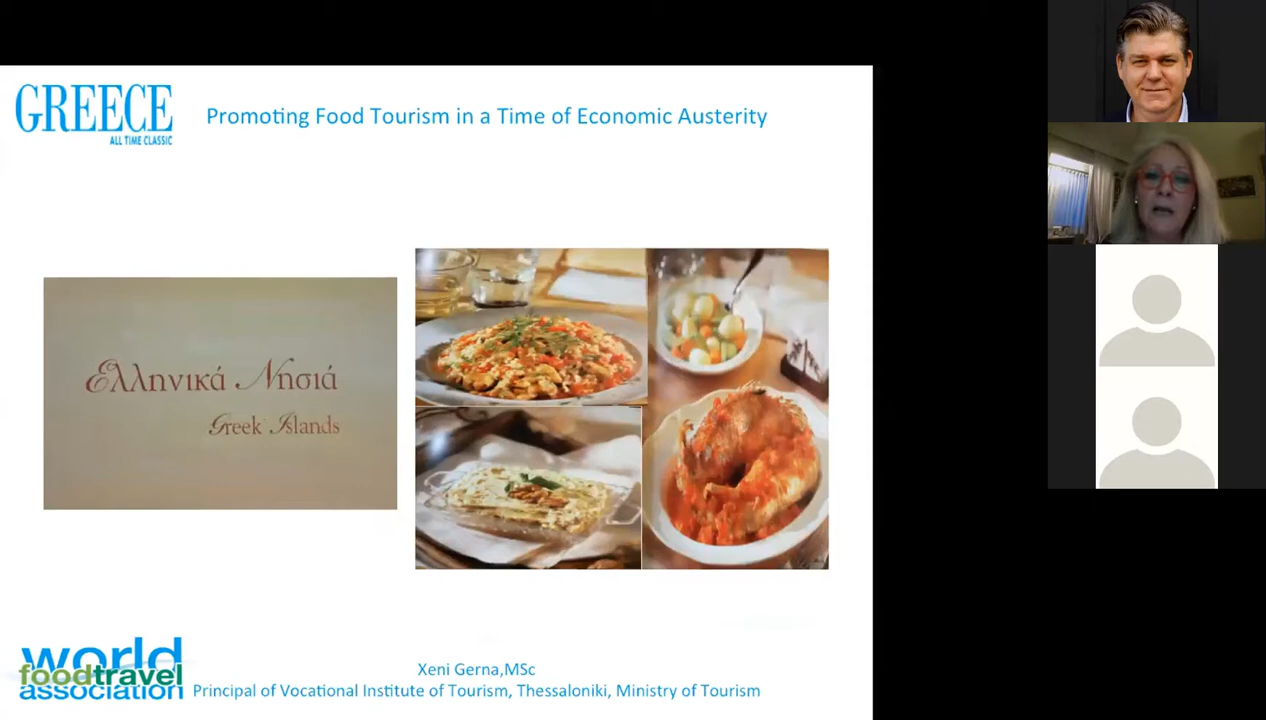 GREECE
ALL TIME CLASSIC
Promoting Food Tourism in a Time of Economic Austerity
Ελληνικά Νησιά
Greek Islands
world
foodtravel
association
Xeni Gerna,MSc
Principal of Vocational Institute of Tourism, Thessaloniki, Ministry of Tourism